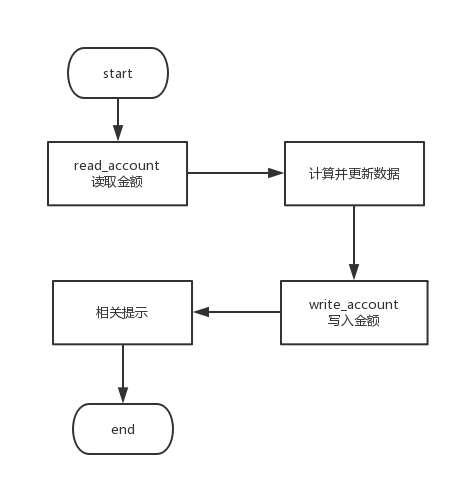 start
read_account
读取金额
计算并更新数据
write_account
写入金额
相关提示
end